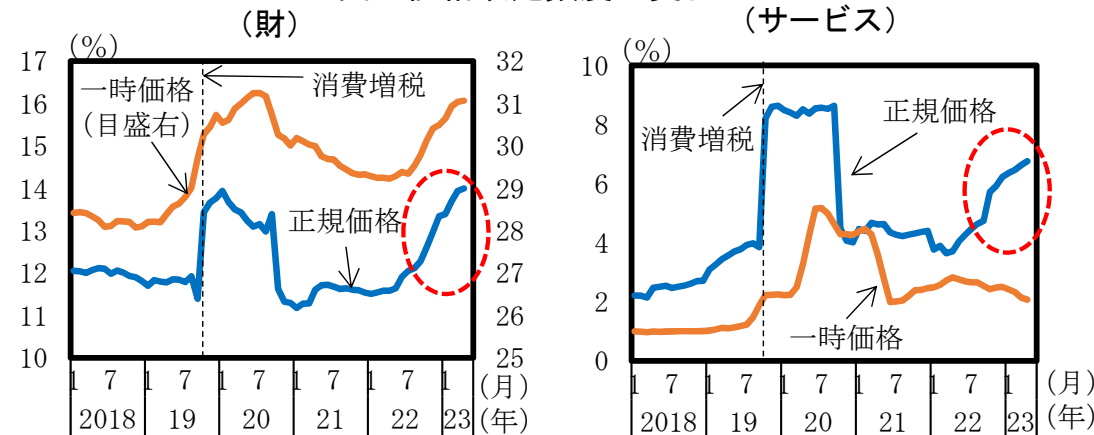 （財）
（サービス）
(%)
17
16
15
14
13
12
11
10
32
31
30
29
28
27
26
25
一時価格
（目盛右）
消費増税
正規価格
1 7 1 7 1 7 1 7 1 7 1 (月)
2018 19 20 21 22 23 (年)
(%)
10
8
6
4
2
0
消費増税
正規価格
一時価格
1 7 1 7 1 7 1 7 1 7 1 (月)
2018 19 20 21 22 23 (年)